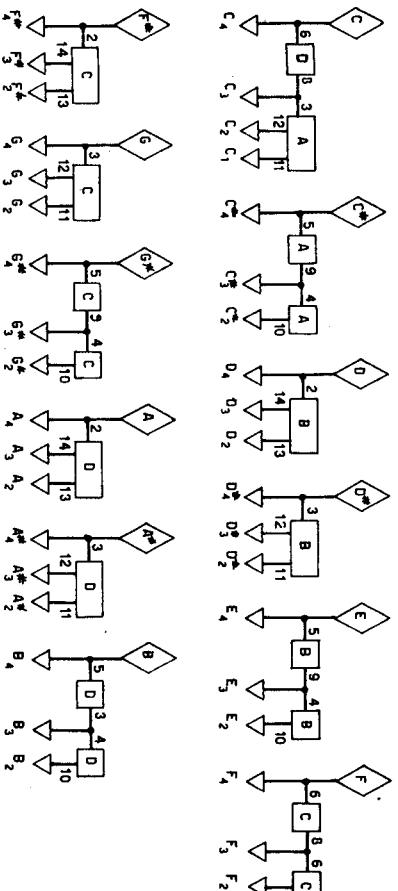 C
6 D 8 3 A 12 11
C4 C3 C2 C1
C#
5 A 9 4 A 10
C#4 C#3 C#2
D
2 B 14 13
D4 D3 D2
D#
3 B 12 11
D#4 D#3 D#2
E
5 B 9 4 B 10
E4 E3 E2
F
6 C 8 6 C
F4 F3 F2
F#
2 C 14 13
F#4 F#3 F#2
G
3 C 12 11
G4 G3 G2
G#
5 C 9 4 C 10
G#4 G#3 G#2
A
2 D 14 13
A4 A3 A2
A#
3 D 12 11
A#4 A#3 A#2
B
5 D 3 4 D 10
B4 B3 B2